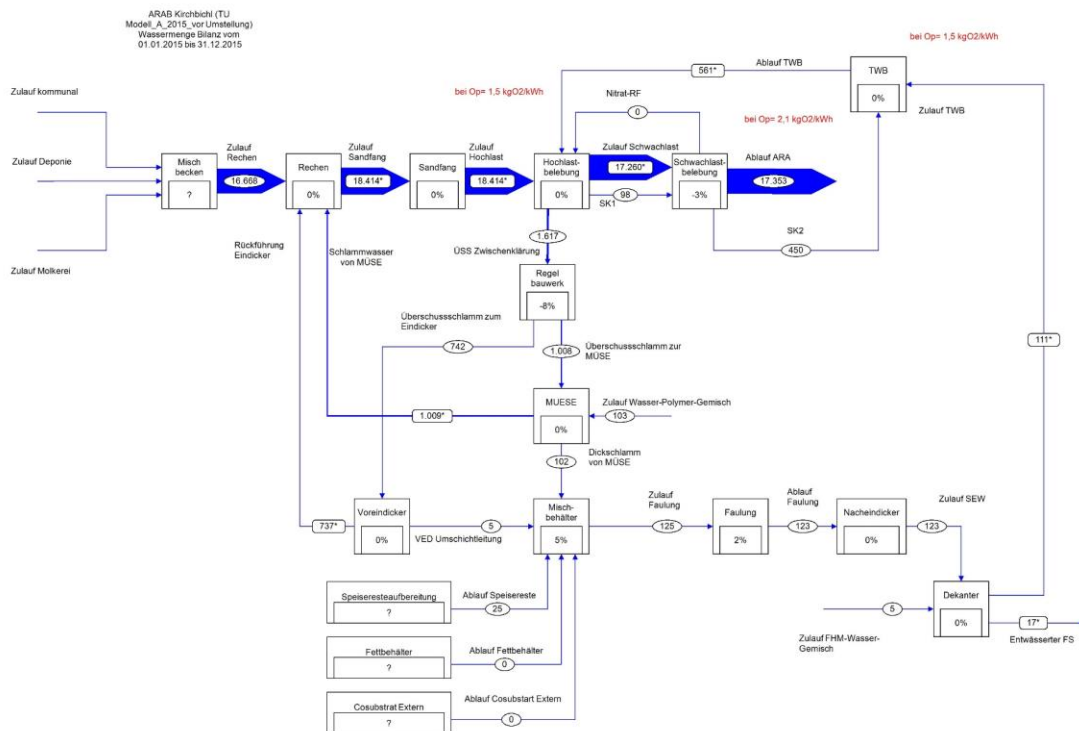 ARAB Kirchbichl (TU
Modell_A_2015_vor Umstellung)
Wassermenge Bilanz vom
01.01.2015 bis 31.12.2015
bei Op= 1,5 kgO2/kWh
Ablauf TWB
561*
TWB
0%
Zulauf TWB
bei Op= 1,5 kgO2/kWh
Nitrat-RF
0
bei Op= 2,1 kgO2/kWh
Zulauf kommunal
Zulauf Deponie
Zulauf Molkerei
Misch
becken
?
Zulauf
Rechen
16.668
Rechen
0%
Zulauf
Sandfang
18.414*
Sandfang
0%
Zulauf
Hochlast
18.414*
Hochlast-
belebung
0%
Zulauf Schwachlast
17.260*
98
SK1
Schwachlast-
belebung
-3%
Ablauf ARA
17.353
SK2
450
Rückführung
Eindicker
Schlammwasser
von MÜSE
1.617
ÜSS Zwischenklärung
Regel
bauwerk
-8%
Überschussschlamm zum
Eindicker
742
1.008
Überschussschlamm zur
MÜSE
111*
MUESE
0%
1.009*
Zulauf Wasser-Polymer-Gemisch
103
102
Dickschlamm
von MÜSE
737*
Voreindicker
0%
5
VED Umschichtleitung
Misch-
behälter
5%
Zulauf
Faulung
125
Faulung
2%
Ablauf
Faulung
123
Nacheindicker
0%
Zulauf SEW
123
Speiseresteaufbereitung
?
Ablauf Speisereste
25
Fettbehälter
?
Ablauf Fettbehälter
0
Cosubstrat Extern
?
Ablauf Cosubstart Extern
0
5
Zulauf FHM-Wasser-
Gemisch
Dekanter
0%
17*
Entwässerter FS